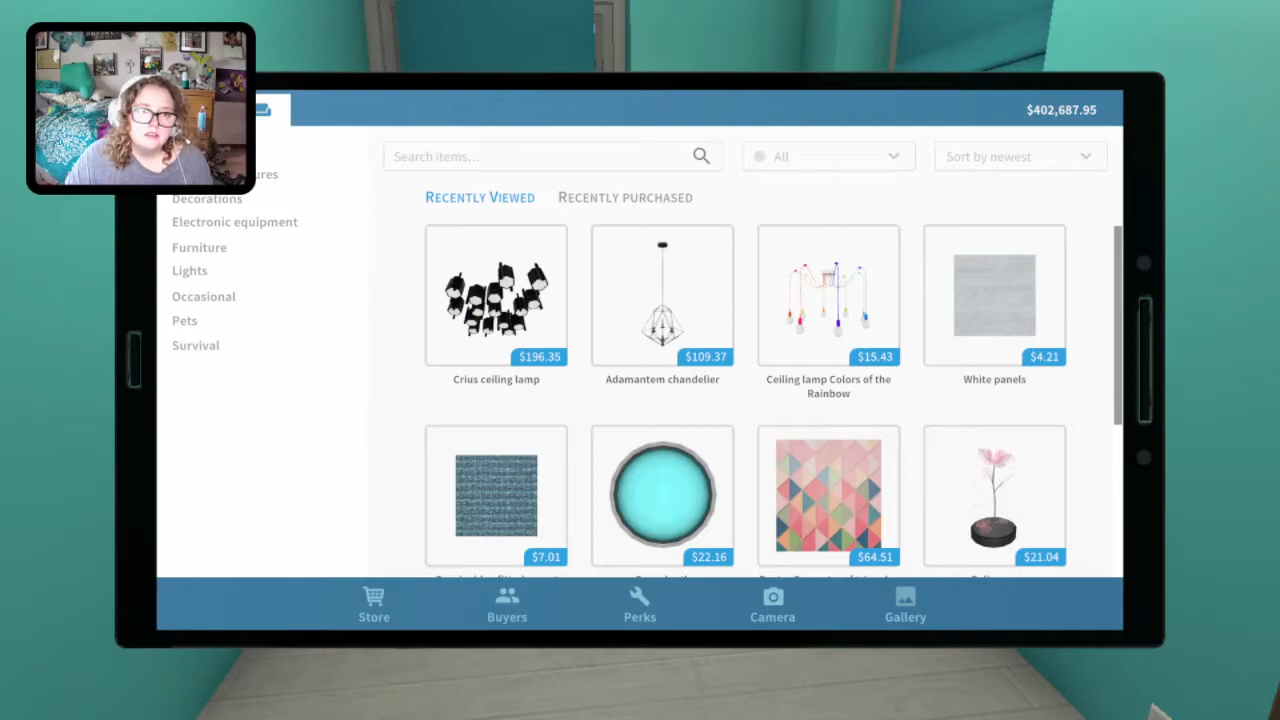 $402,687.95
Search items...
All
Sort by newest
Decorations
Electronic equipment
Furniture
Lights
Occasional
Pets
Survival
RECENTLY VIEWED
RECENTLY PURCHASED
$196.35
$109.37
$15.43
$4.21
Crius ceiling lamp
Adamantem chandelier
Ceiling lamp Colors of the
Rainbow
White panels
$7.01
$22.16
$64.51
$21.04
Store
Buyers
Perks
Camera
Gallery